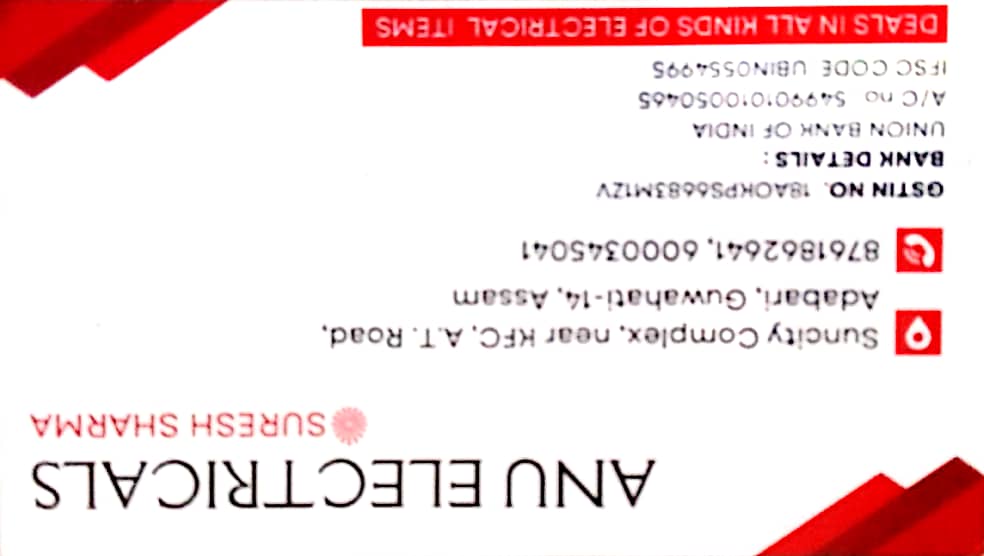 ANU ELECTRICALS
SURESH SHARMA
Suncity Complex, near KFC, A.T. Road,
Adabari, Guwahati-14, Assam
8761862641, 6000345041
GSTIN NO. 18AOKPS6683M1ZV
BANK DETAILS :
UNION BANK OF INDIA
A/C no 549901010050465
IFSC CODE UBIN0554995
DEALS IN ALL KINDS OF ELECTRICAL ITEMS